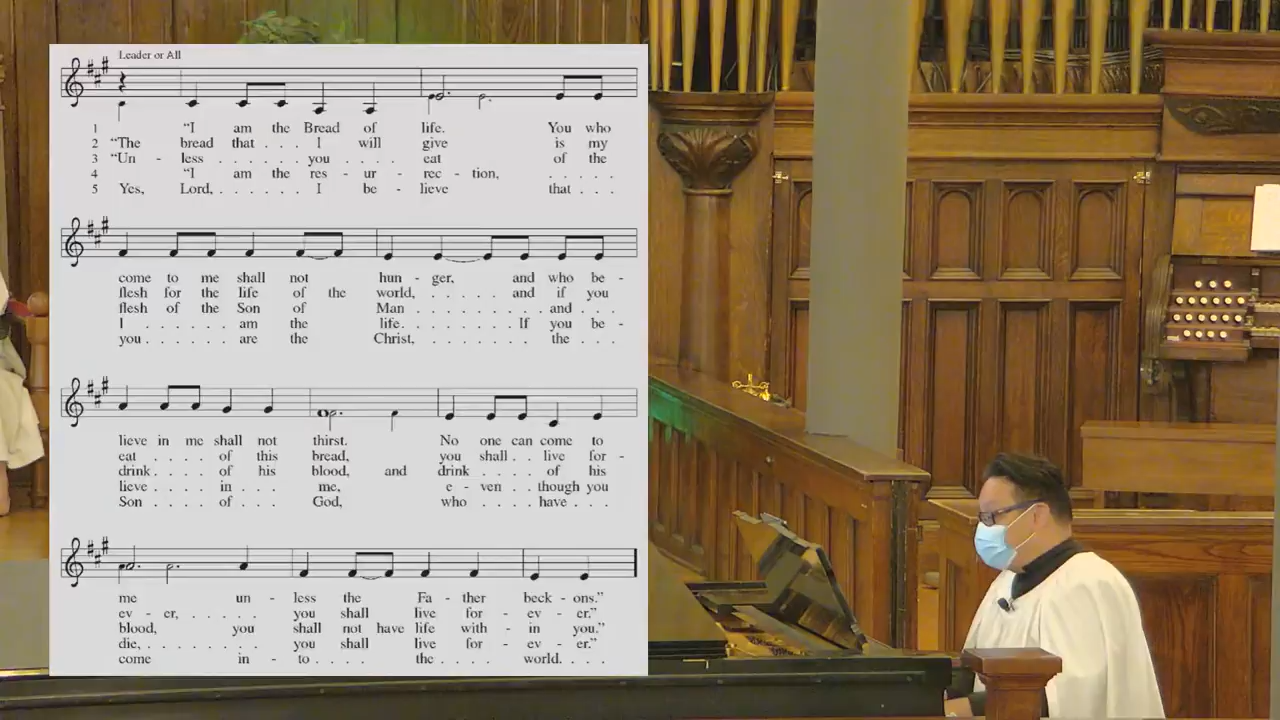 Leader or All
1 “I am the Bread of life. You who
2 “The bread that . . . I will give is my
3 “Un - less . . . . . . . you . . . . eat of the
4 “I am the res - ur - rec - tion, . . . . .
5 Yes, Lord, . . . . . . I be - lieve that . . .
come to me shall not hun - ger, and who be -
flesh for the life of the world, . . . . . and if you
flesh of the Son of Man . . . . . . . . . and . . .
I . . . . . . am the life. . . . . . . . . If you be -
you . . . . . . are the Christ, . . . . . . . the . . .
lieve in me shall not thirst. No one can come to
eat . . . . of this bread, you shall . . live for -
drink . . . . of his blood, and drink . . . . of his
lieve . . . . in . . . me, e - ven . . though you
Son . . . . of . . . . God, who . . . . have . . .
me un - less the Fa - ther beck - ons.”
ev - er, . . . . . . you shall live for - ev - er.”
blood, you shall not have life with - in you.”
die, . . . . . . . . you shall live for - ev - er.”
come in - to . . . . the . . . . world. . . .